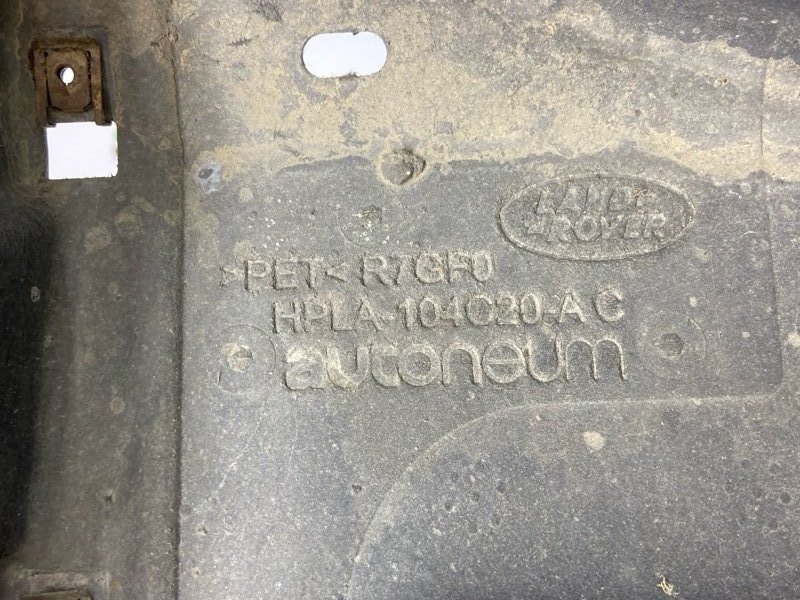 LAND-
-ROVER
>PET< R7GF0
HPLA-104C20-AC
autoneum